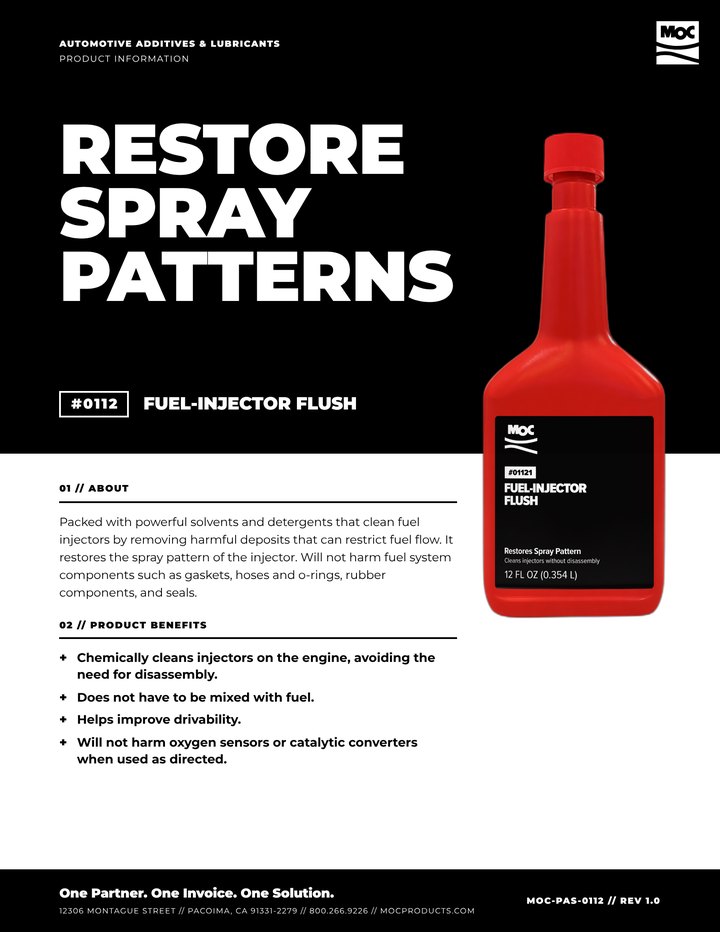 AUTOMOTIVE ADDITIVES & LUBRICANTS
PRODUCT INFORMATION
MOC
RESTORE
SPRAY
PATTERNS
#0112
FUEL-INJECTOR FLUSH
MOC
#01121
FUEL-INJECTOR
FLUSH
Restores Spray Pattern
Cleans injectors without disassembly
12 FL OZ (0.354 L)
01 // ABOUT
Packed with powerful solvents and detergents that clean fuel
injectors by removing harmful deposits that can restrict fuel flow. It
restores the spray pattern of the injector. Will not harm fuel system
components such as gaskets, hoses and o-rings, rubber
components, and seals.
02 // PRODUCT BENEFITS
+ Chemically cleans injectors on the engine, avoiding the
need for disassembly.
+ Does not have to be mixed with fuel.
+ Helps improve drivability.
+ Will not harm oxygen sensors or catalytic converters
when used as directed.
One Partner. One Invoice. One Solution.
12306 MONTAGUE STREET // PACOIMA, CA 91331-2279 // 800.266.9226 // MOCPRODUCTS.COM
MOC-PAS-0112 // REV 1.0